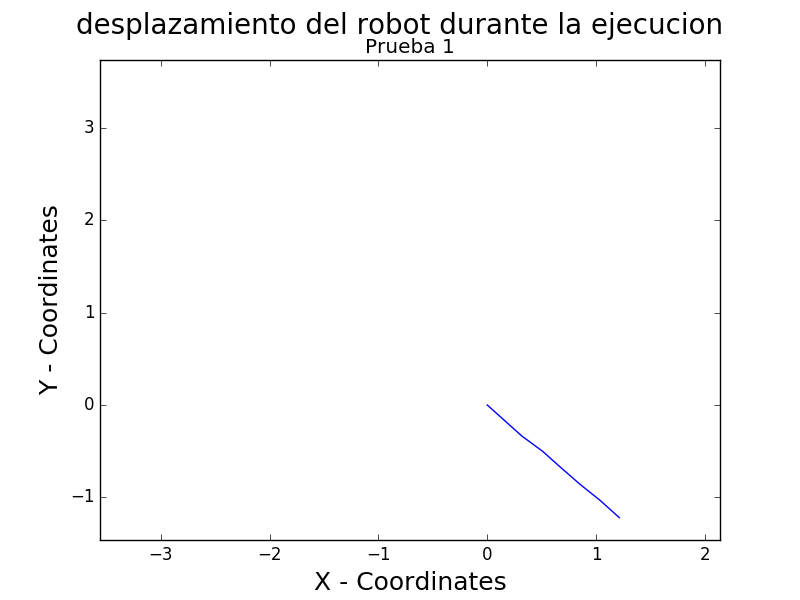 desplazamiento del robot durante la ejecucion
Prueba 1
Y - Coordinates
3
2
1
0
−1
−3
−2
−1
0
1
2
X - Coordinates